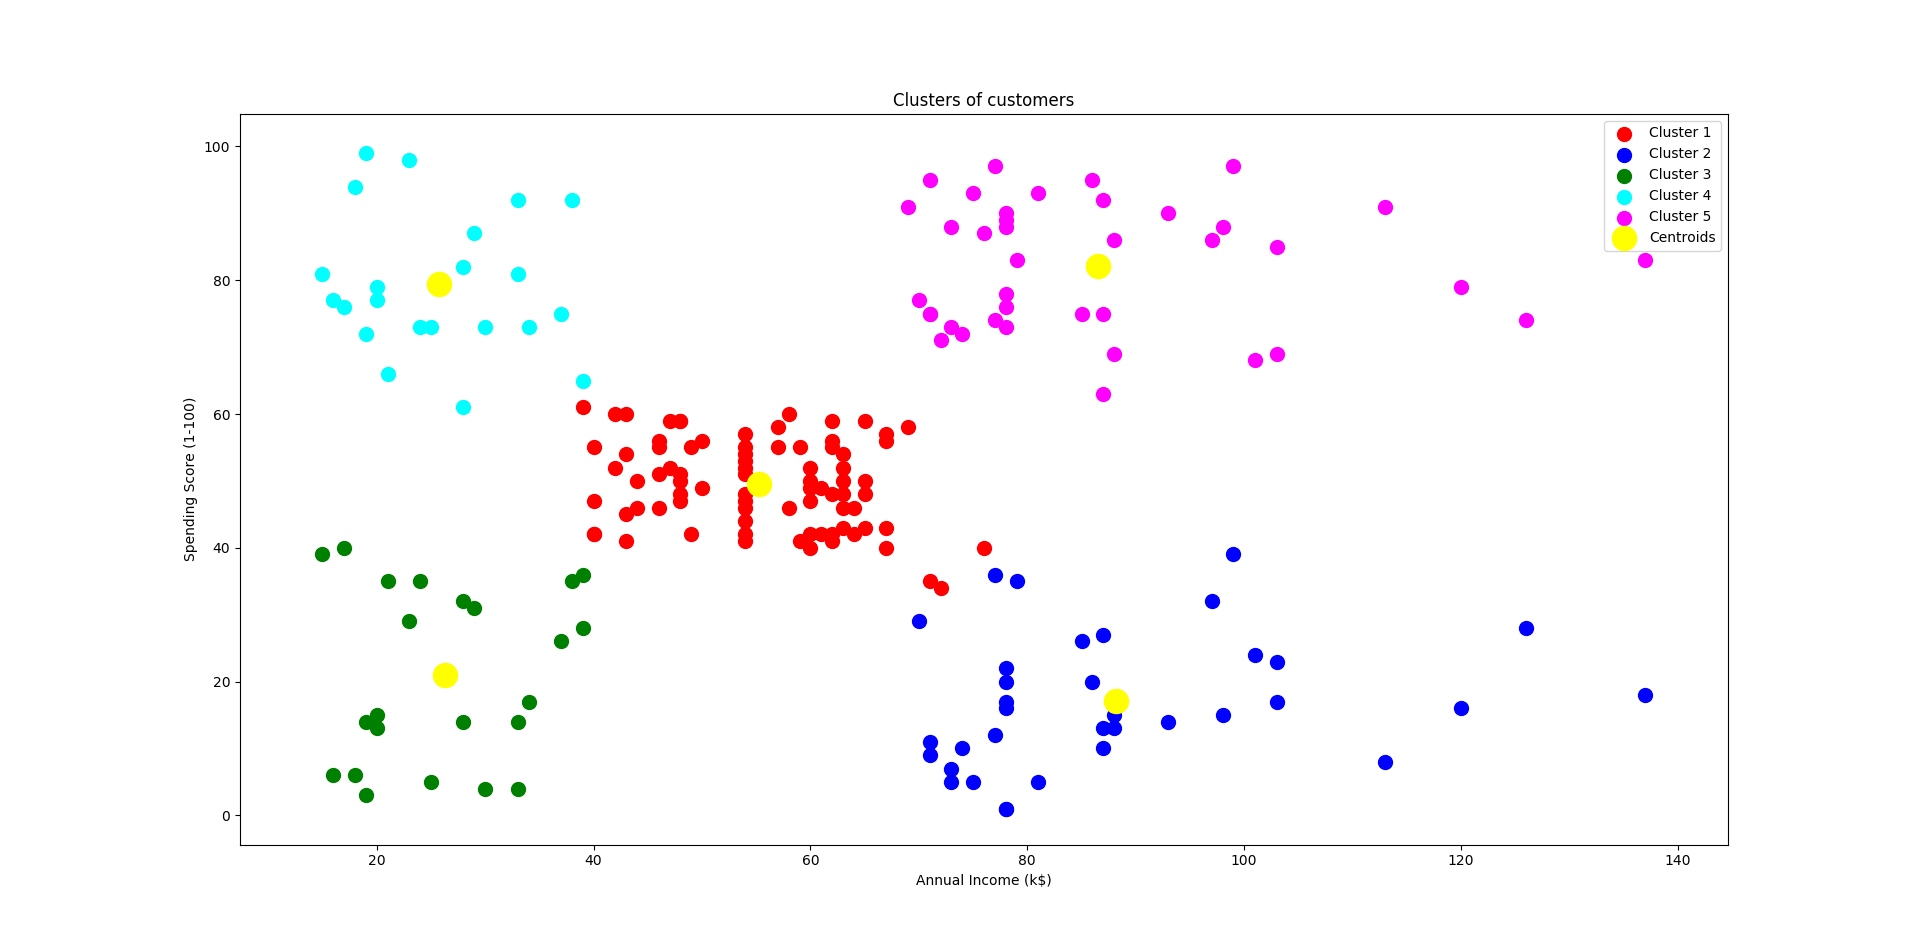 Clusters of customers
Cluster 1
Cluster 2
Cluster 3
Cluster 4
Cluster 5
Centroids
Spending Score (1-100)
100
80
60
40
20
0
20
40
60
80
100
120
140
Annual Income (k$)